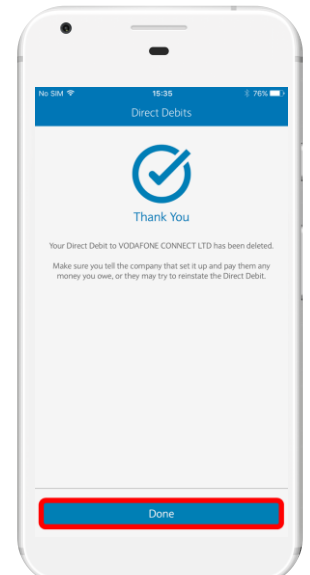 No SIM 15:35 76%
Direct Debits
Thank You
Your Direct Debit to VODAFONE CONNECT LTD has been deleted.
Make sure you tell the company that set it up and pay them any
money you owe, or they may try to reinstate the Direct Debit.
Done